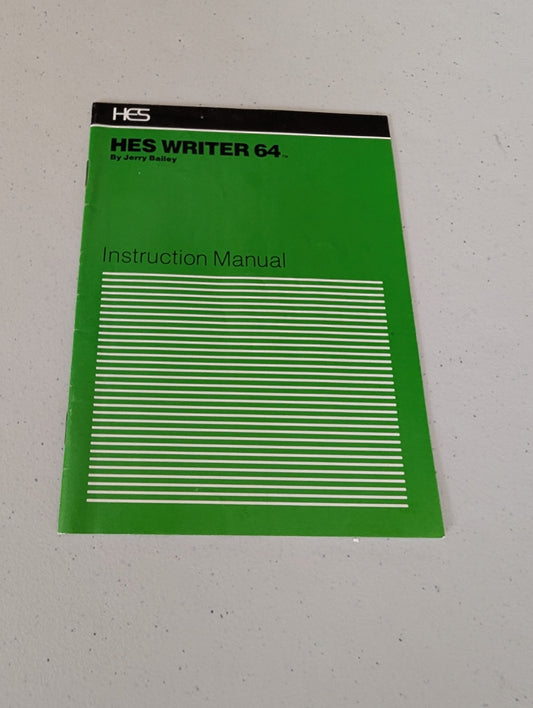 HES
HES WRITER 64™
By Jerry Bailey
Instruction Manual